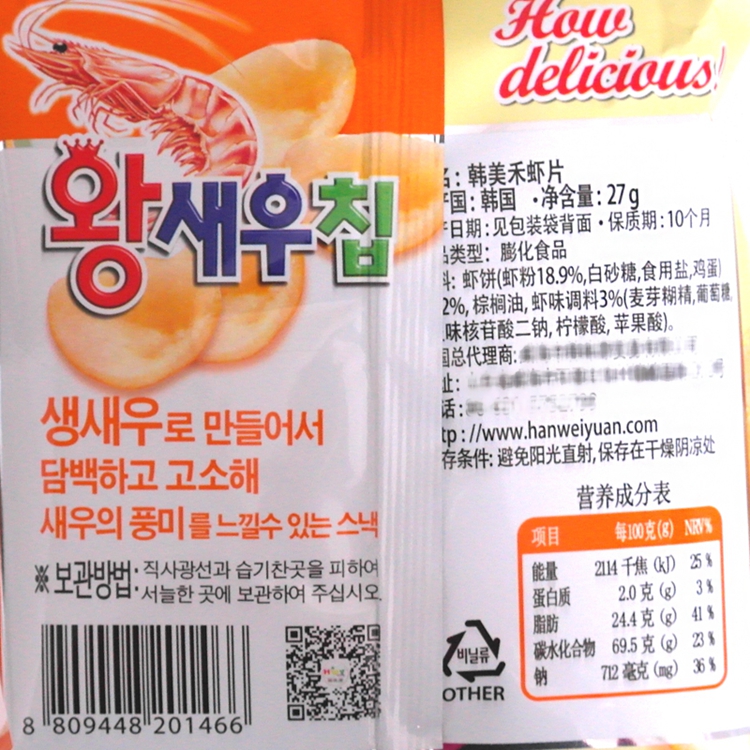 왕새우칩
생새우로 만들어서
담백하고 고소해
새우의 풍미를 느낄수 있는 스낵
※보관방법: 직사광선과 습기찬곳을 피하여
서늘한 곳에 보관하여 주십시오
8 809448 201466
How
delicious!
名: 韩美禾虾片
国: 韩国 · 净含量: 27g
日期: 见包装袋背面 · 保质期: 10个月
类型: 膨化食品
料: 虾饼(虾粉18.9%,白砂糖,食用盐,鸡蛋)
2%, 棕榈油, 虾味调料3%(麦芽糊精,葡萄糖,
味核苷酸二钠, 柠檬酸, 苹果酸)。
国总代理商:
址:
话:
tp://www.hanweiyuan.com
存条件: 避免阳光直射,保存在干燥阴凉处
营养成分表
项目 每100克(g) NRV%
能量 2114 千焦 (kJ) 25 %
蛋白质 2.0 克 (g) 3 %
脂肪 24.4 克 (g) 41 %
碳水化合物 69.5 克 (g) 23 %
钠 712 毫克 (mg) 36 %
비닐류
OTHER